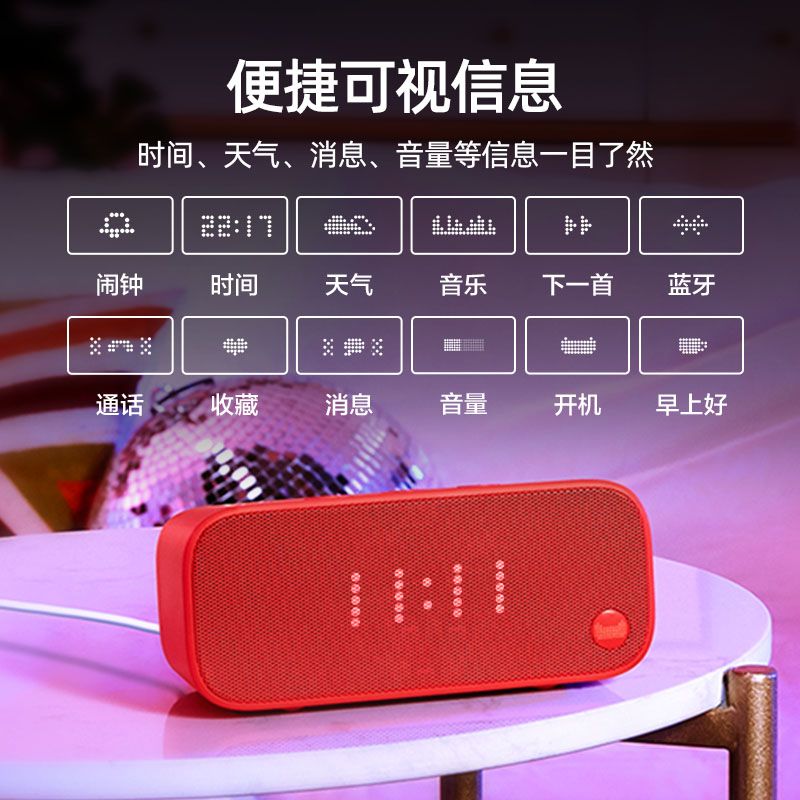 便捷可视信息
时间、天气、消息、音量等信息一目了然
22:17
闹钟 时间 天气 音乐 下一首 蓝牙
通话 收藏 消息 音量 开机 早上好
11:11